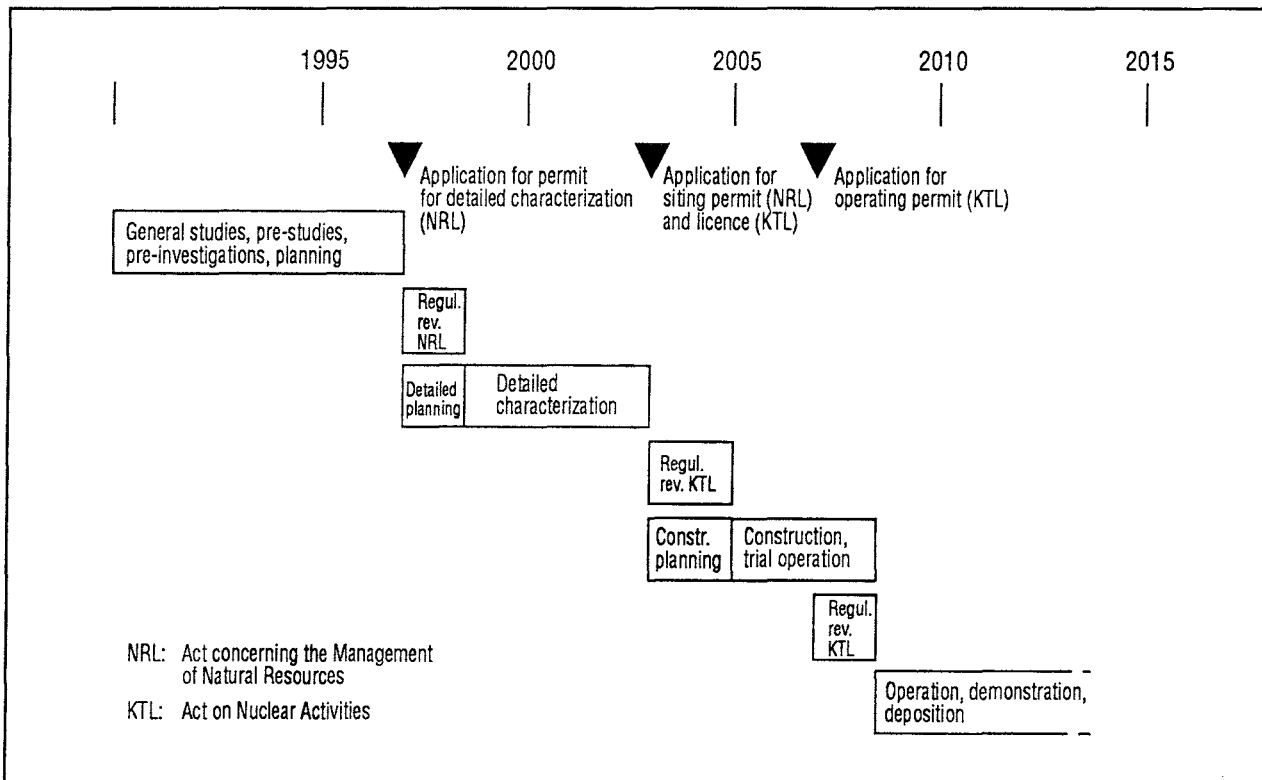 1995 2000 2005 2010 2015
Application for permit
for detailed characterization
(NRL)
Application for
siting permit (NRL)
and licence (KTL)
Application for
operating permit (KTL)
General studies, pre-studies,
pre-investigations, planning
Regul.
rev.
NRL
Detailed
planning
Detailed
characterization
Regul.
rev. KTL
Constr.
planning
Construction,
trial operation
Regul.
rev.
KTL
NRL: Act concerning the Management
of Natural Resources
KTL: Act on Nuclear Activities
Operation, demonstration,
deposition